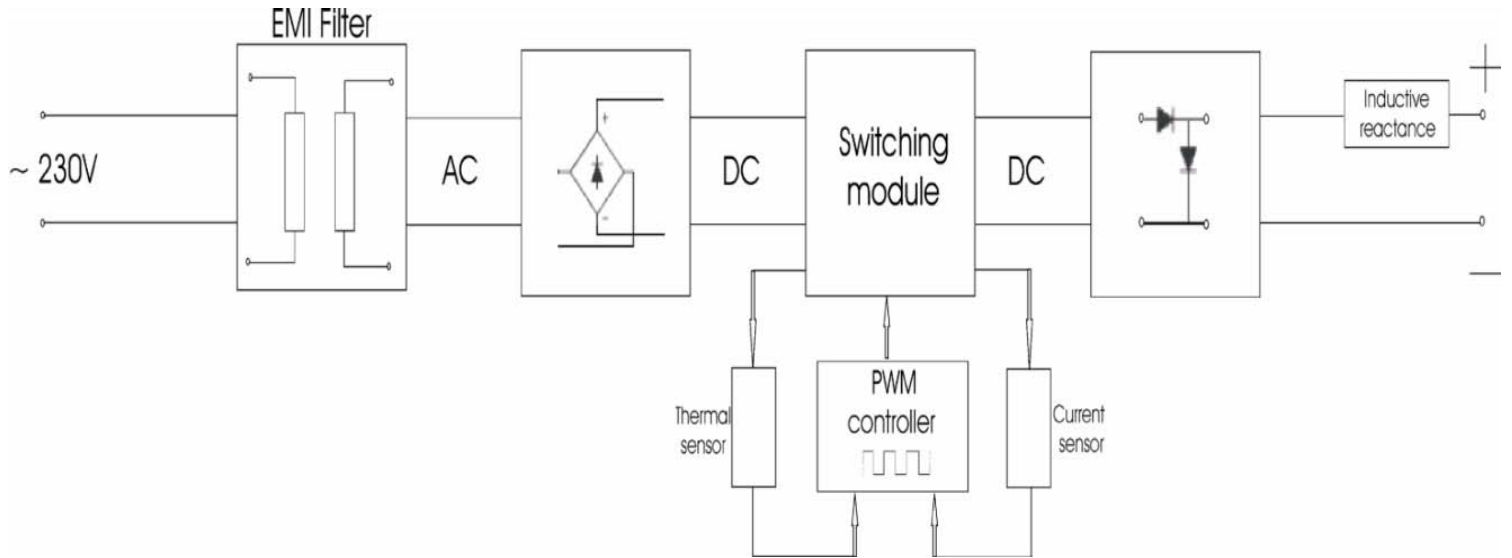 EMI Filter
~ 230V
AC
+
-
DC
Switching
module
DC
Inductive
reactance
+
-
Thermal
sensor
PWM
controller
Current
sensor